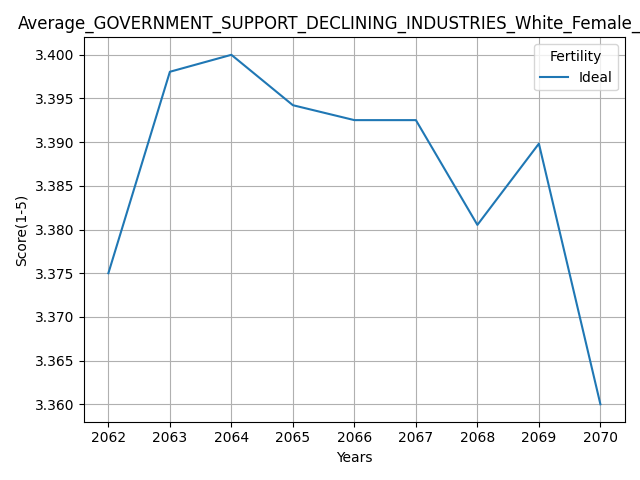 Average_GOVERNMENT_SUPPORT_DECLINING_INDUSTRIES_White_Female_
Fertility
Ideal
Score(1-5)
3.400
3.395
3.390
3.385
3.380
3.375
3.370
3.365
3.360
2062 2063 2064 2065 2066 2067 2068 2069 2070
Years